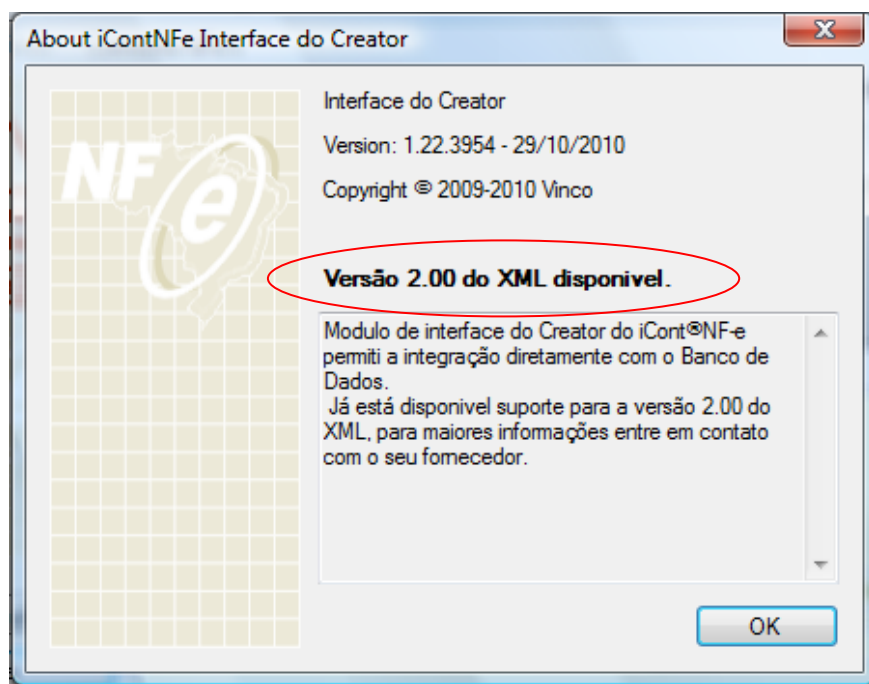 About iContNFe Interface do Creator
NFe
Interface do Creator
Version: 1.22.3954 - 29/10/2010
Copyright © 2009-2010 Vinco
Versão 2.00 do XML disponivel.
Modulo de interface do Creator do iCont®NF-e
permiti a integração diretamente com o Banco de
Dados.
Já está disponivel suporte para a versão 2.00 do
XML, para maiores informações entre em contato
com o seu fornecedor.
OK